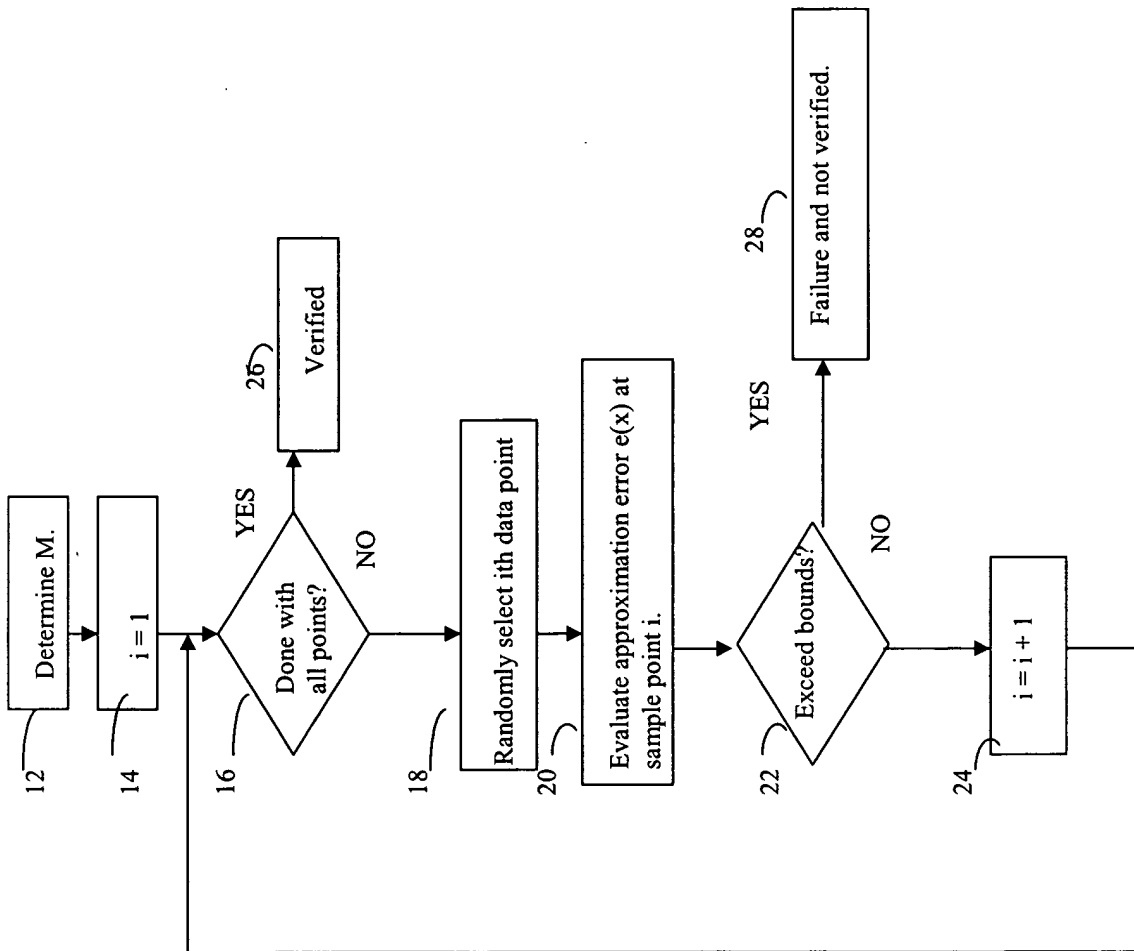 12
Determine M.
14
i = 1
16
Done with
all points?
YES
26
Verified
NO
18
Randomly select ith data point
20
Evaluate approximation error e(x) at
sample point i.
22
Exceed bounds?
YES
28
Failure and not verified.
NO
24
i = i + 1